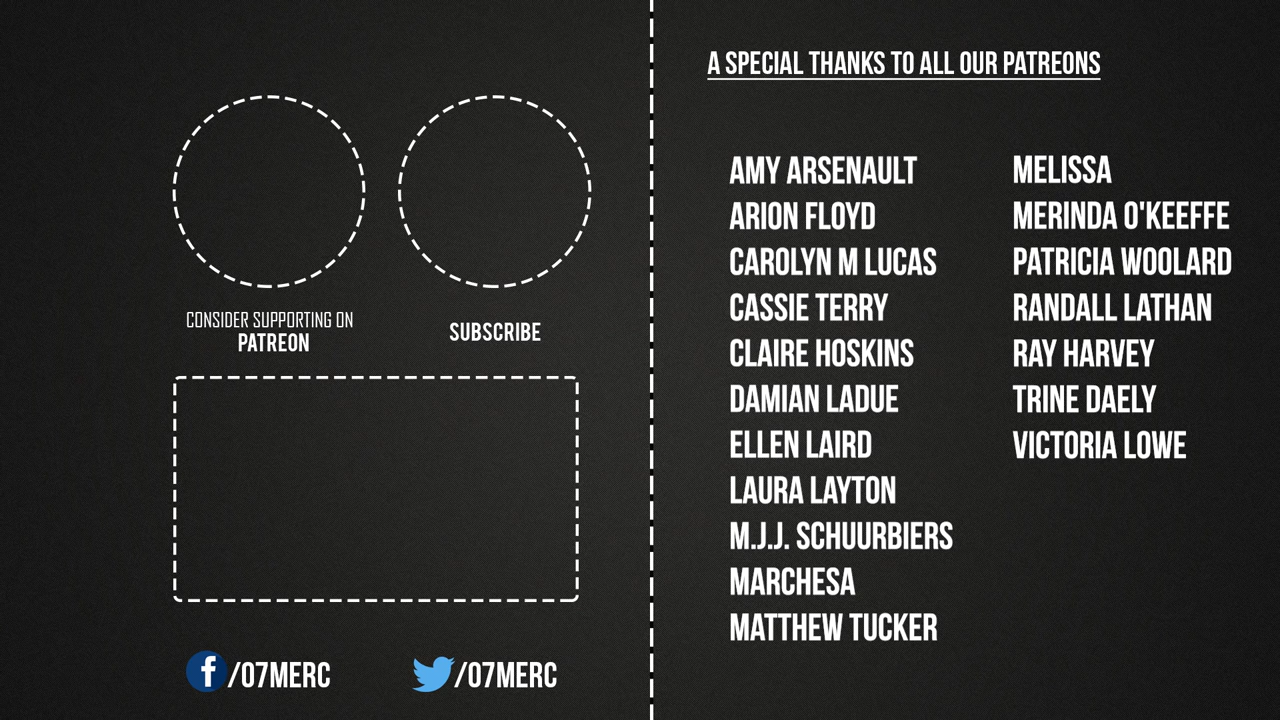 CONSIDER SUPPORTING ON
PATREON
SUBSCRIBE
/07MERC
/07MERC
A SPECIAL THANKS TO ALL OUR PATREONS
AMY ARSENAULT
ARION FLOYD
CAROLYN M LUCAS
CASSIE TERRY
CLAIRE HOSKINS
DAMIAN LADUE
ELLEN LAIRD
LAURA LAYTON
M.J.J. SCHUURBIERS
MARCHESA
MATTHEW TUCKER
MELISSA
MERINDA O'KEEFFE
PATRICIA WOOLARD
RANDALL LATHAN
RAY HARVEY
TRINE DAELY
VICTORIA LOWE